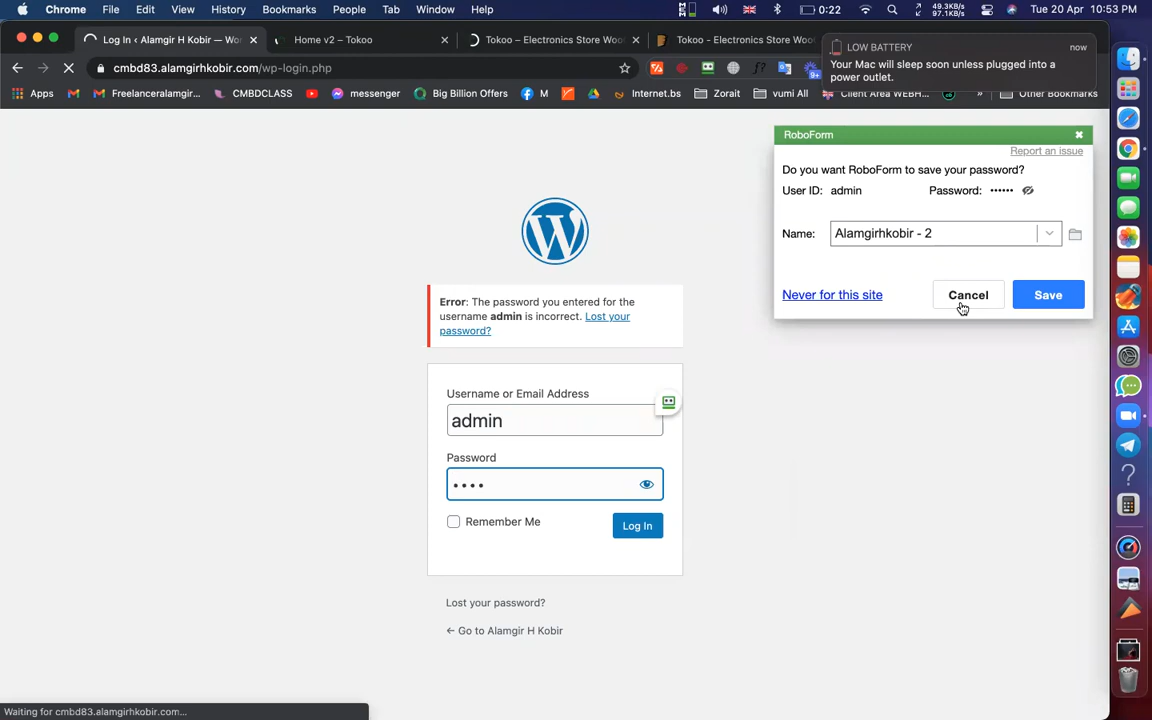 Chrome File Edit View History Bookmarks People Tab Window Help 0:22 49.3KB/s 97.1KB/s Tue 20 Apr 10:53 PM
Log In ‹ Alamgir H Kobir — Wo Home v2 – Tokoo Tokoo – Electronics Store Woo Tokoo - Electronics Store Woo
LOW BATTERY now
Your Mac will sleep soon unless plugged into a
power outlet.
cmbd83.alamgirhkobir.com/wp-login.php f? 9+
Apps Freelanceralamgir... CMBDCLASS messenger Big Billion Offers M Internet.bs Zorait vumi All Client Area WEBH... » Other Bookmarks
RoboForm
Report an issue
Do you want RoboForm to save your password?
User ID: admin Password: ••••••
Name: Alamgirhkobir - 2
Never for this site Cancel Save
Error: The password you entered for the
username admin is incorrect. Lost your
password?
Username or Email Address
admin
Password
••••
Remember Me Log In
Lost your password?
← Go to Alamgir H Kobir
Waiting for cmbd83.alamgirhkobir.com...